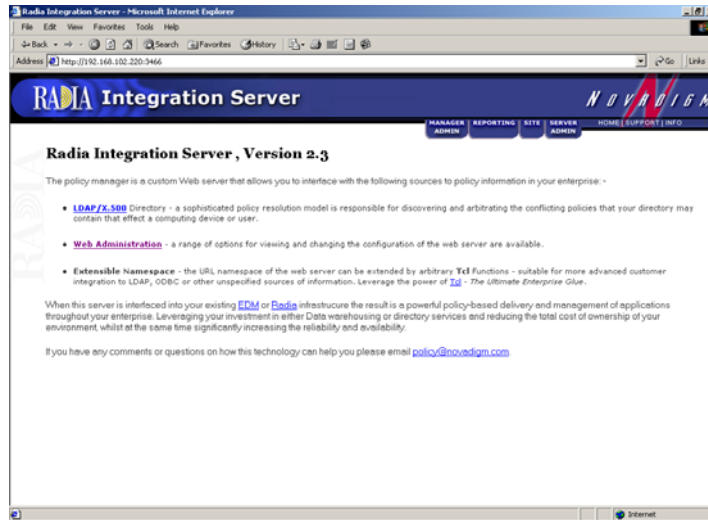 Radia Integration Server - Microsoft Internet Explorer
File Edit View Favorites Tools Help
Back Search Favorites History
Address http://192.168.102.220:3466 Go Links
RADIA Integration Server NOVADIGM
MANAGER ADMIN REPORTING SITE SERVER ADMIN HOME | SUPPORT | INFO
Radia Integration Server , Version 2.3
The policy manager is a custom Web server that allows you to interface with the following sources to policy information in your enterprise: -
• LDAP/X.500 Directory - a sophisticated policy resolution model is responsible for discovering and arbitrating the conflicting policies that your directory may
contain that effect a computing device or user.
• Web Administration - a range of options for viewing and changing the configuration of the web server are available.
• Extensible Namespace - the URL namespace of the web server can be extended by arbitrary Tcl Functions - suitable for more advanced customer
integration to LDAP, ODBC or other unspecified sources of information. Leverage the power of Tcl - The Ultimate Enterprise Glue.
When this server is interfaced into your existing EDM or Radia infrastrucure the result is a powerful policy-based delivery and management of applications
throughout your enterprise. Leveraging your investment in either Data warehousing or directory services and reducing the total cost of ownership of your
environment, whilst at the same time significantly increasing the reliability and availability.
If you have any comments or questions on how this technology can help you please email policy@novadigm.com
RADIA
Internet